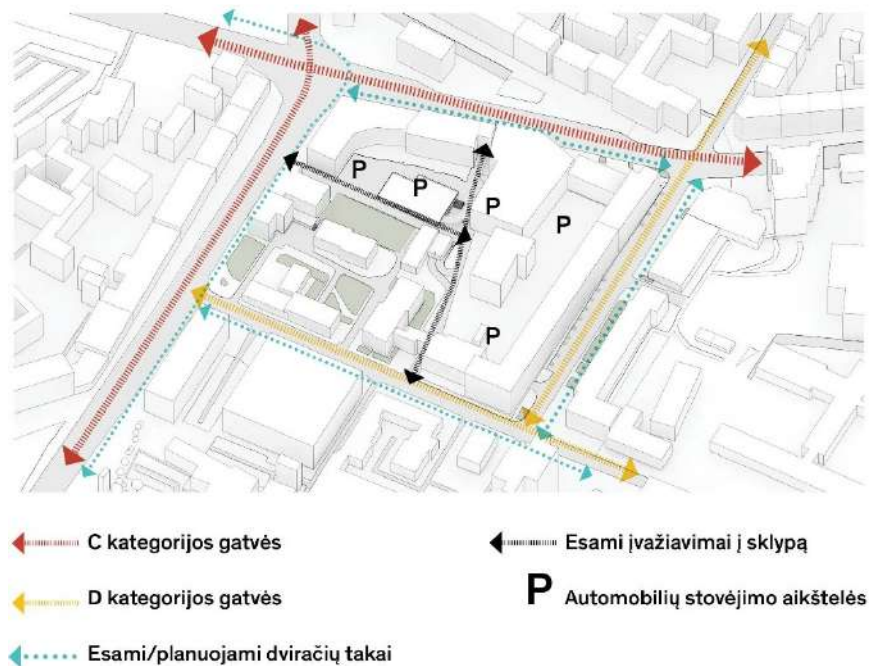 P
P
P
P
P
C kategorijos gatvės
Esami įvažiavimai į sklypą
D kategorijos gatvės
P Automobilių stovėjimo aikštelės
Esami/planuojami dviračių takai